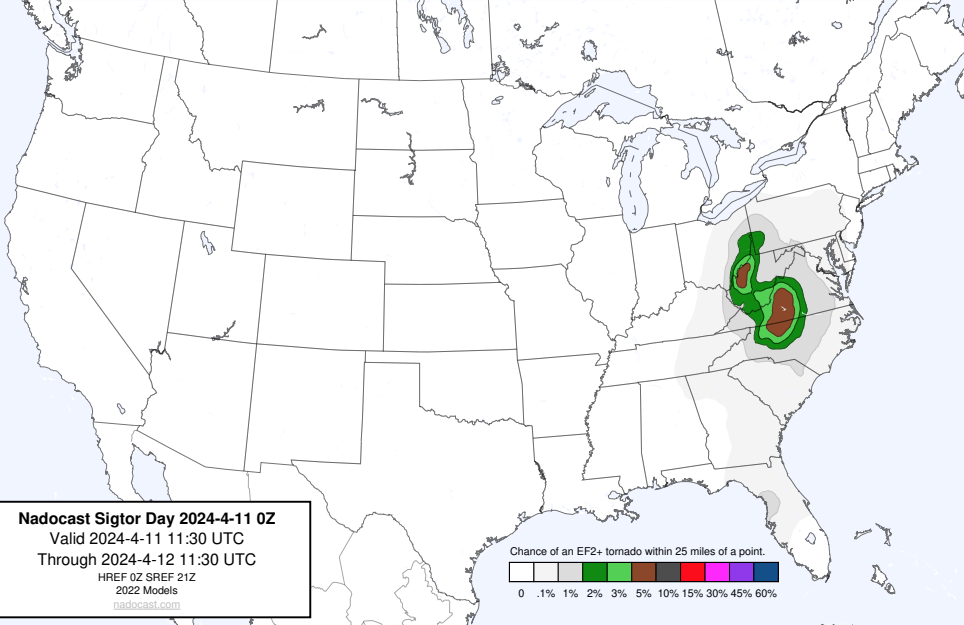 Nadocast Sigtor Day 2024-4-11 0Z
Valid 2024-4-11 11:30 UTC
Through 2024-4-12 11:30 UTC
HREF 0Z SREF 21Z
2022 Models
nadocast.com
Chance of an EF2+ tornado within 25 miles of a point.
0 .1% 1% 2% 3% 5% 10% 15% 30% 45% 60%